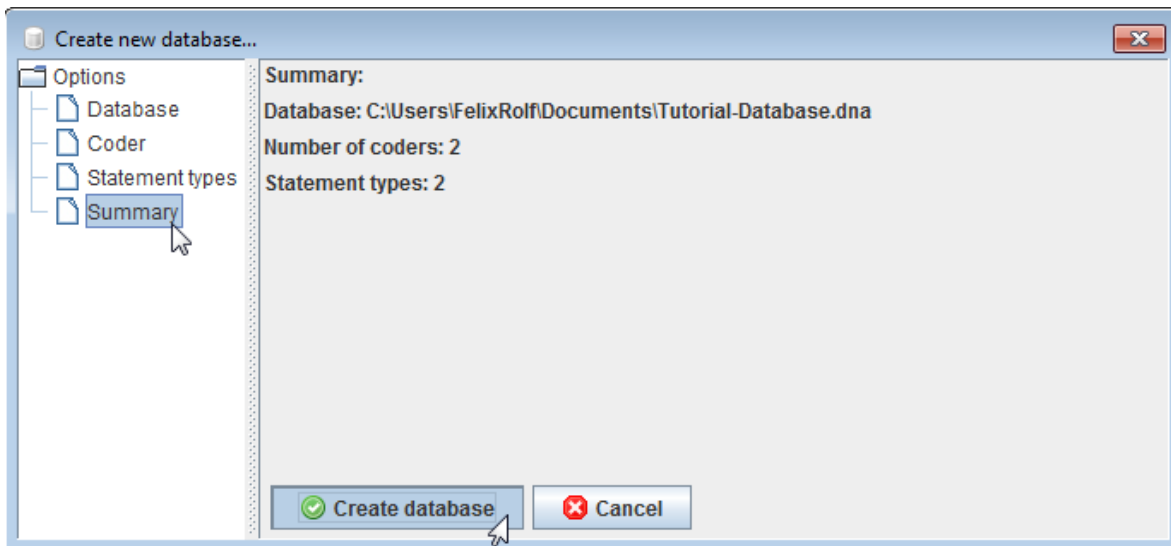 Create new database...
Options
Database
Coder
Statement types
Summary
Summary:
Database: C:\Users\FelixRolf\Documents\Tutorial-Database.dna
Number of coders: 2
Statement types: 2
Create database
Cancel